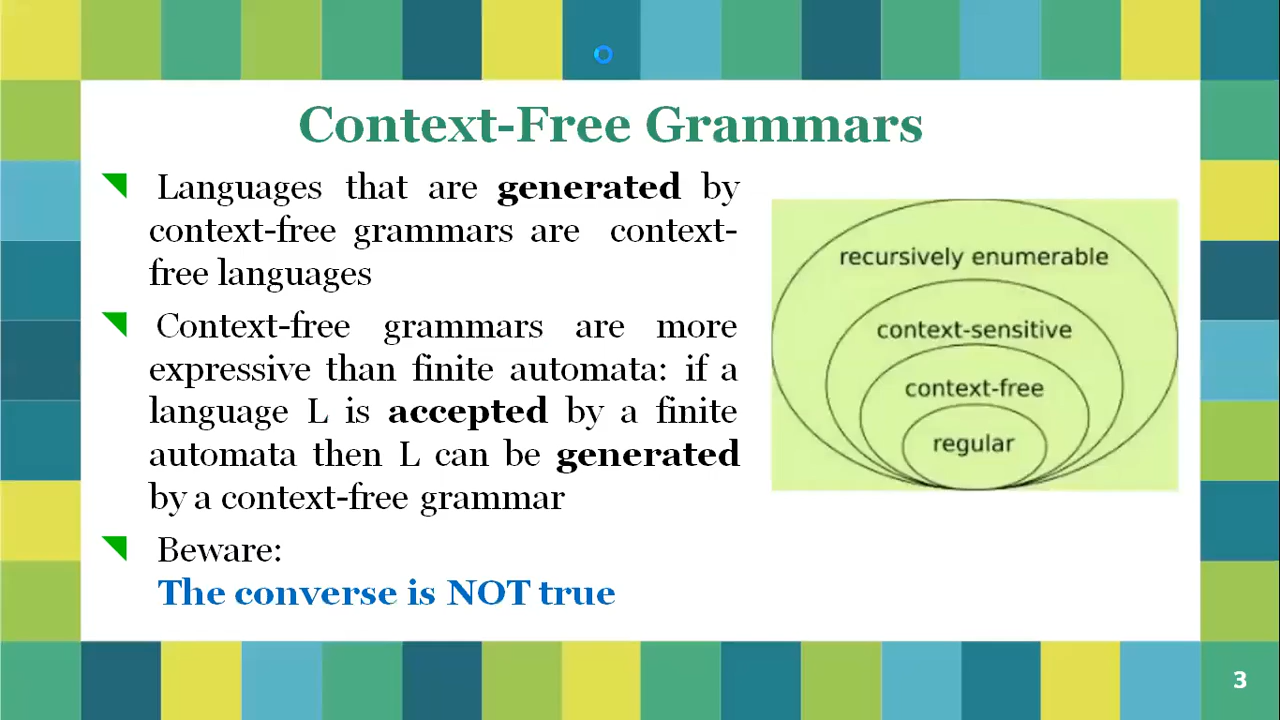 Context-Free Grammars
Languages that are generated by
context-free grammars are context-
free languages
Context-free grammars are more
expressive than finite automata: if a
language L is accepted by a finite
automata then L can be generated
by a context-free grammar
Beware:
The converse is NOT true
recursively enumerable
context-sensitive
context-free
regular
3